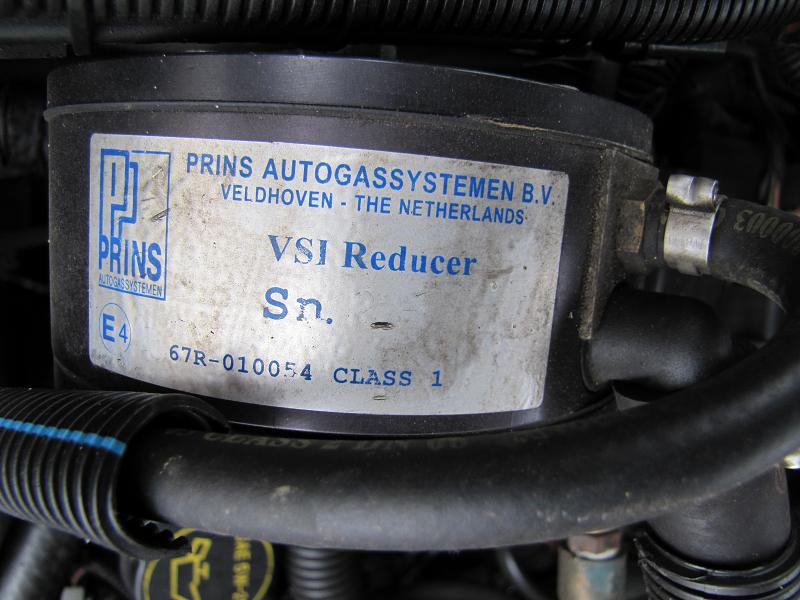 PRINS AUTOGASSYSTEMEN B.V.
VELDHOVEN - THE NETHERLANDS
PRINS
AUTOGASSYSTEMEN
VSI Reducer
Sn.
E4
67R-010054 CLASS 1